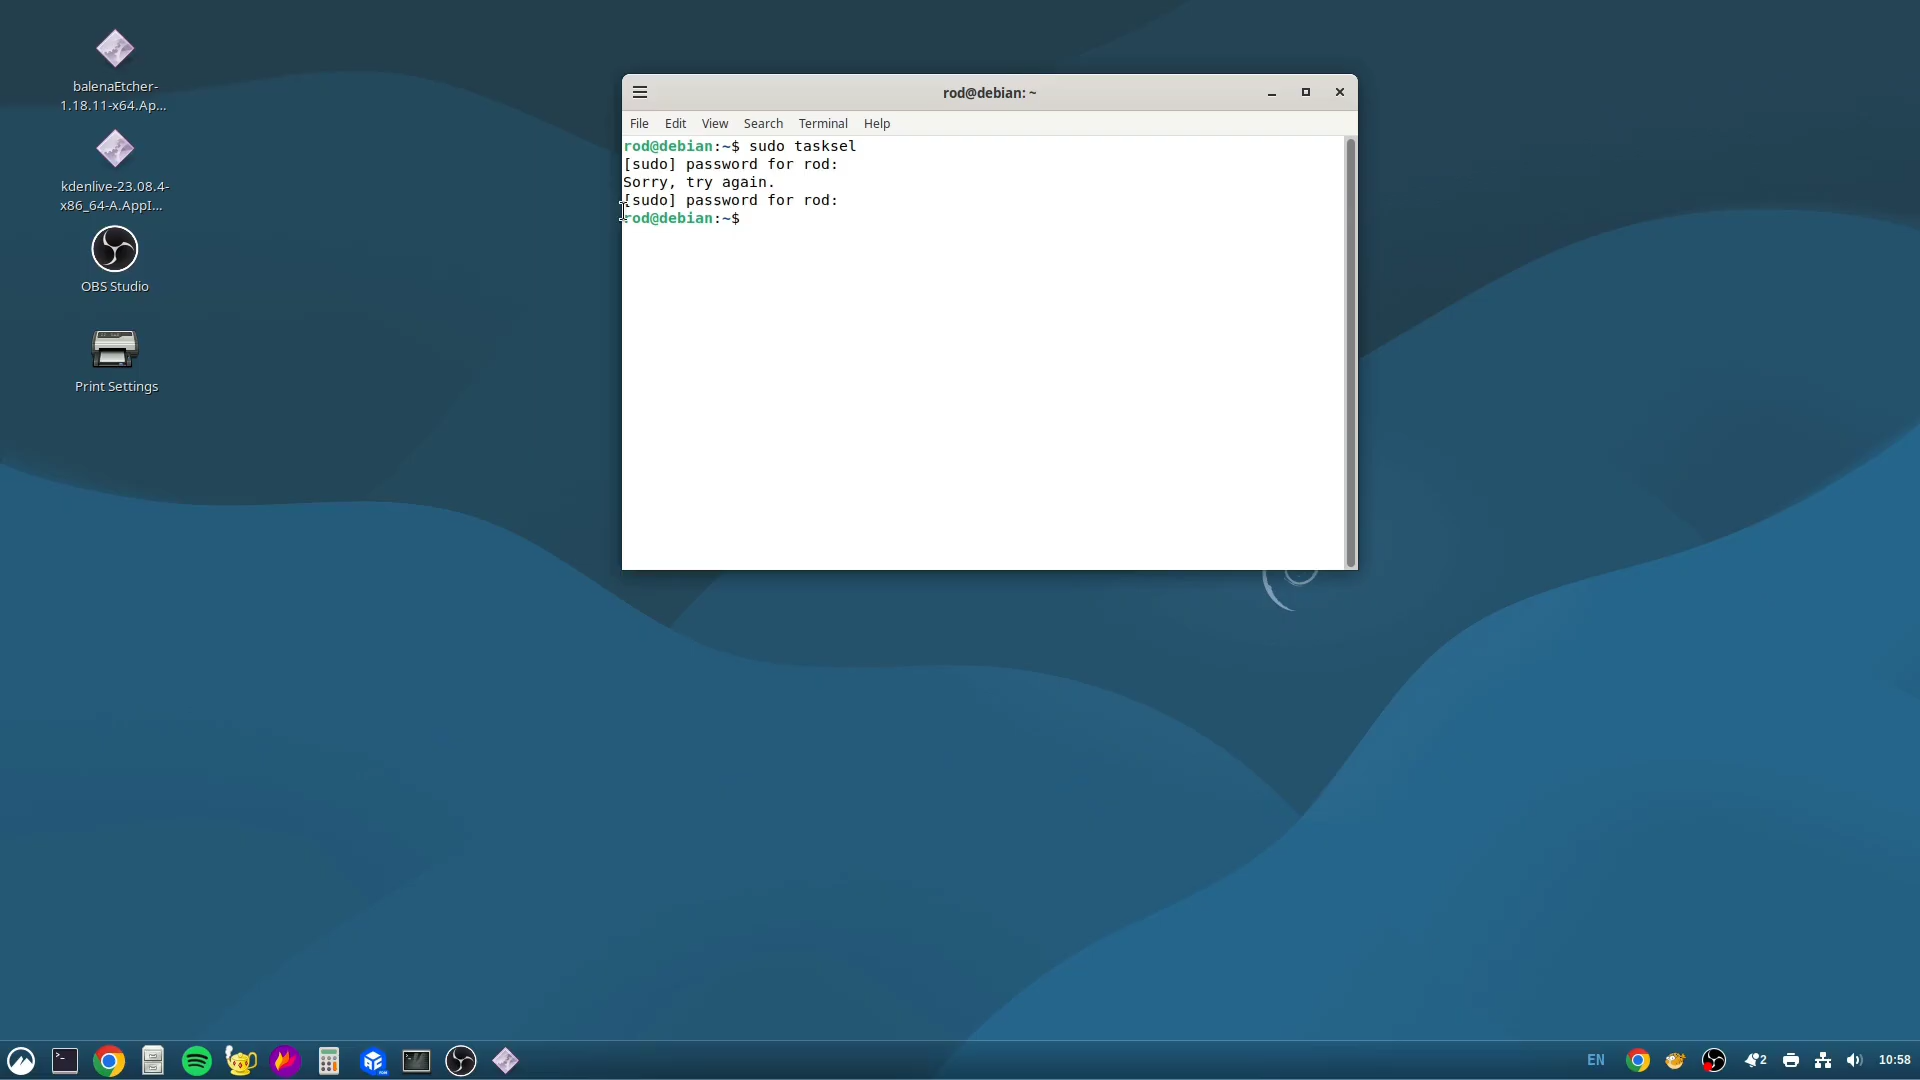 balenaEtcher-
1.18.11-x64.Ap...
kdenlive-23.08.4-
x86_64-A.AppI...
OBS Studio
Print Settings
rod@debian: ~
File Edit View Search Terminal Help
rod@debian:~$ sudo tasksel
[sudo] password for rod:
Sorry, try again.
[sudo] password for rod:
rod@debian:~$
EN 2 10:58